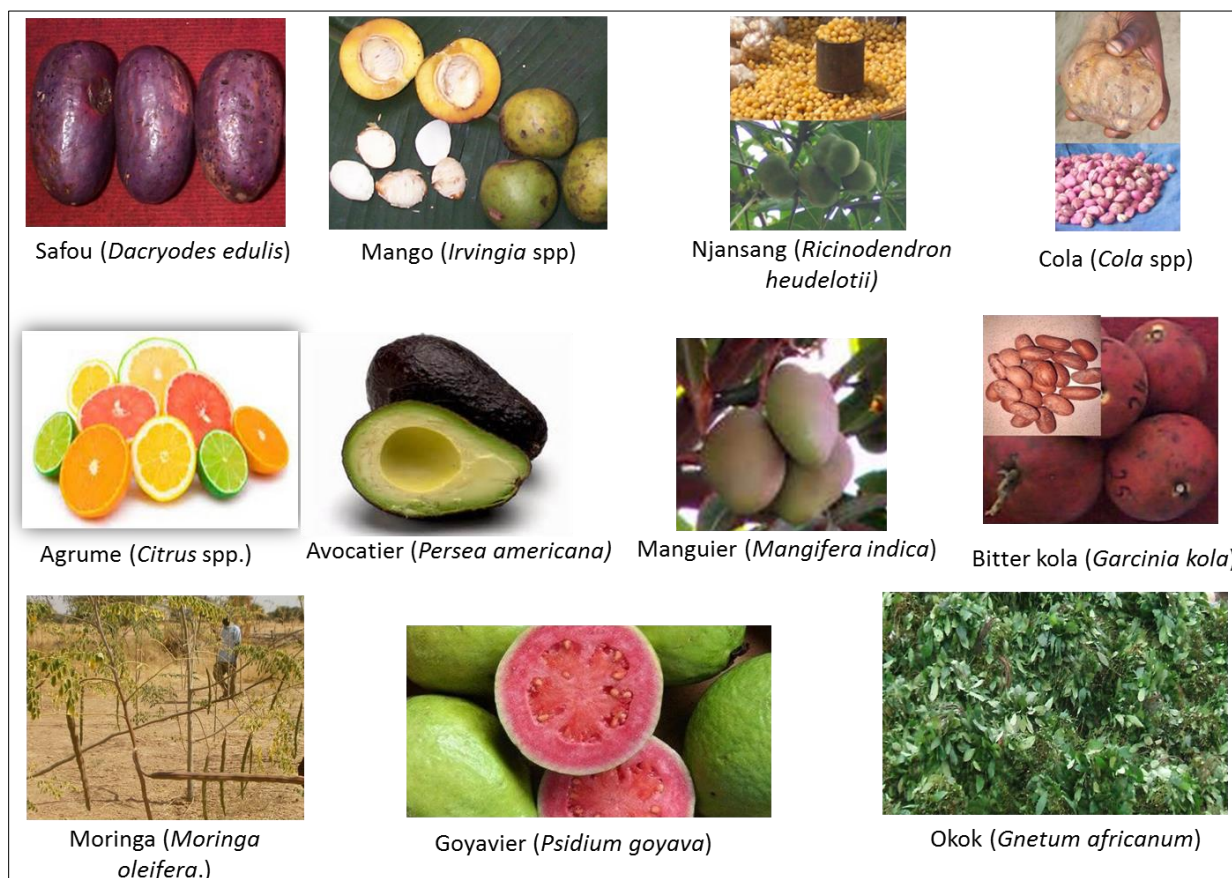 Safou (Dacryodes edulis)
Mango (Irvingia spp)
Njansang (Ricinodendron
heudelotii)
Cola (Cola spp)
Agrume (Citrus spp.)
Avocatier (Persea americana)
Manguier (Mangifera indica)
Bitter kola (Garcinia kola)
Moringa (Moringa
oleifera.)
Goyavier (Psidium goyava)
Okok (Gnetum africanum)